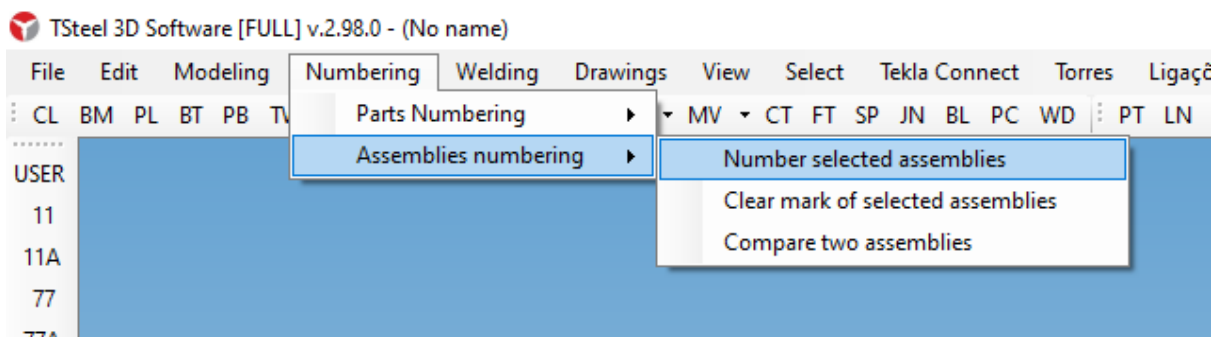 TSteel 3D Software [FULL] v.2.98.0 - (No name)
File Edit Modeling Numbering Welding Drawings View Select Tekla Connect Torres
CL BM PL BT PB Parts Numbering MV CT FT SP JN BL PC WD PT LN
Assemblies numbering Number selected assemblies
USER
Clear mark of selected assemblies
11
Compare two assemblies
11A
77